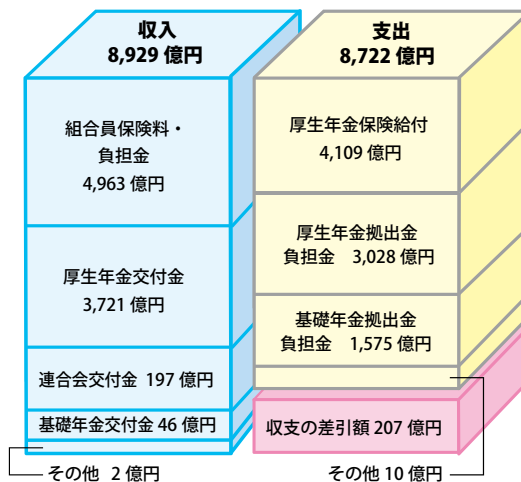 収入
8,929 億円
組合員保険料・
負担金
4,963 億円
厚生年金交付金
3,721 億円
連合会交付金 197 億円
基礎年金交付金 46 億円
その他 2 億円
支出
8,722 億円
厚生年金保険給付
4,109 億円
厚生年金拠出金
負担金 3,028 億円
基礎年金拠出金
負担金 1,575 億円
収支の差引額 207 億円
その他 10 億円